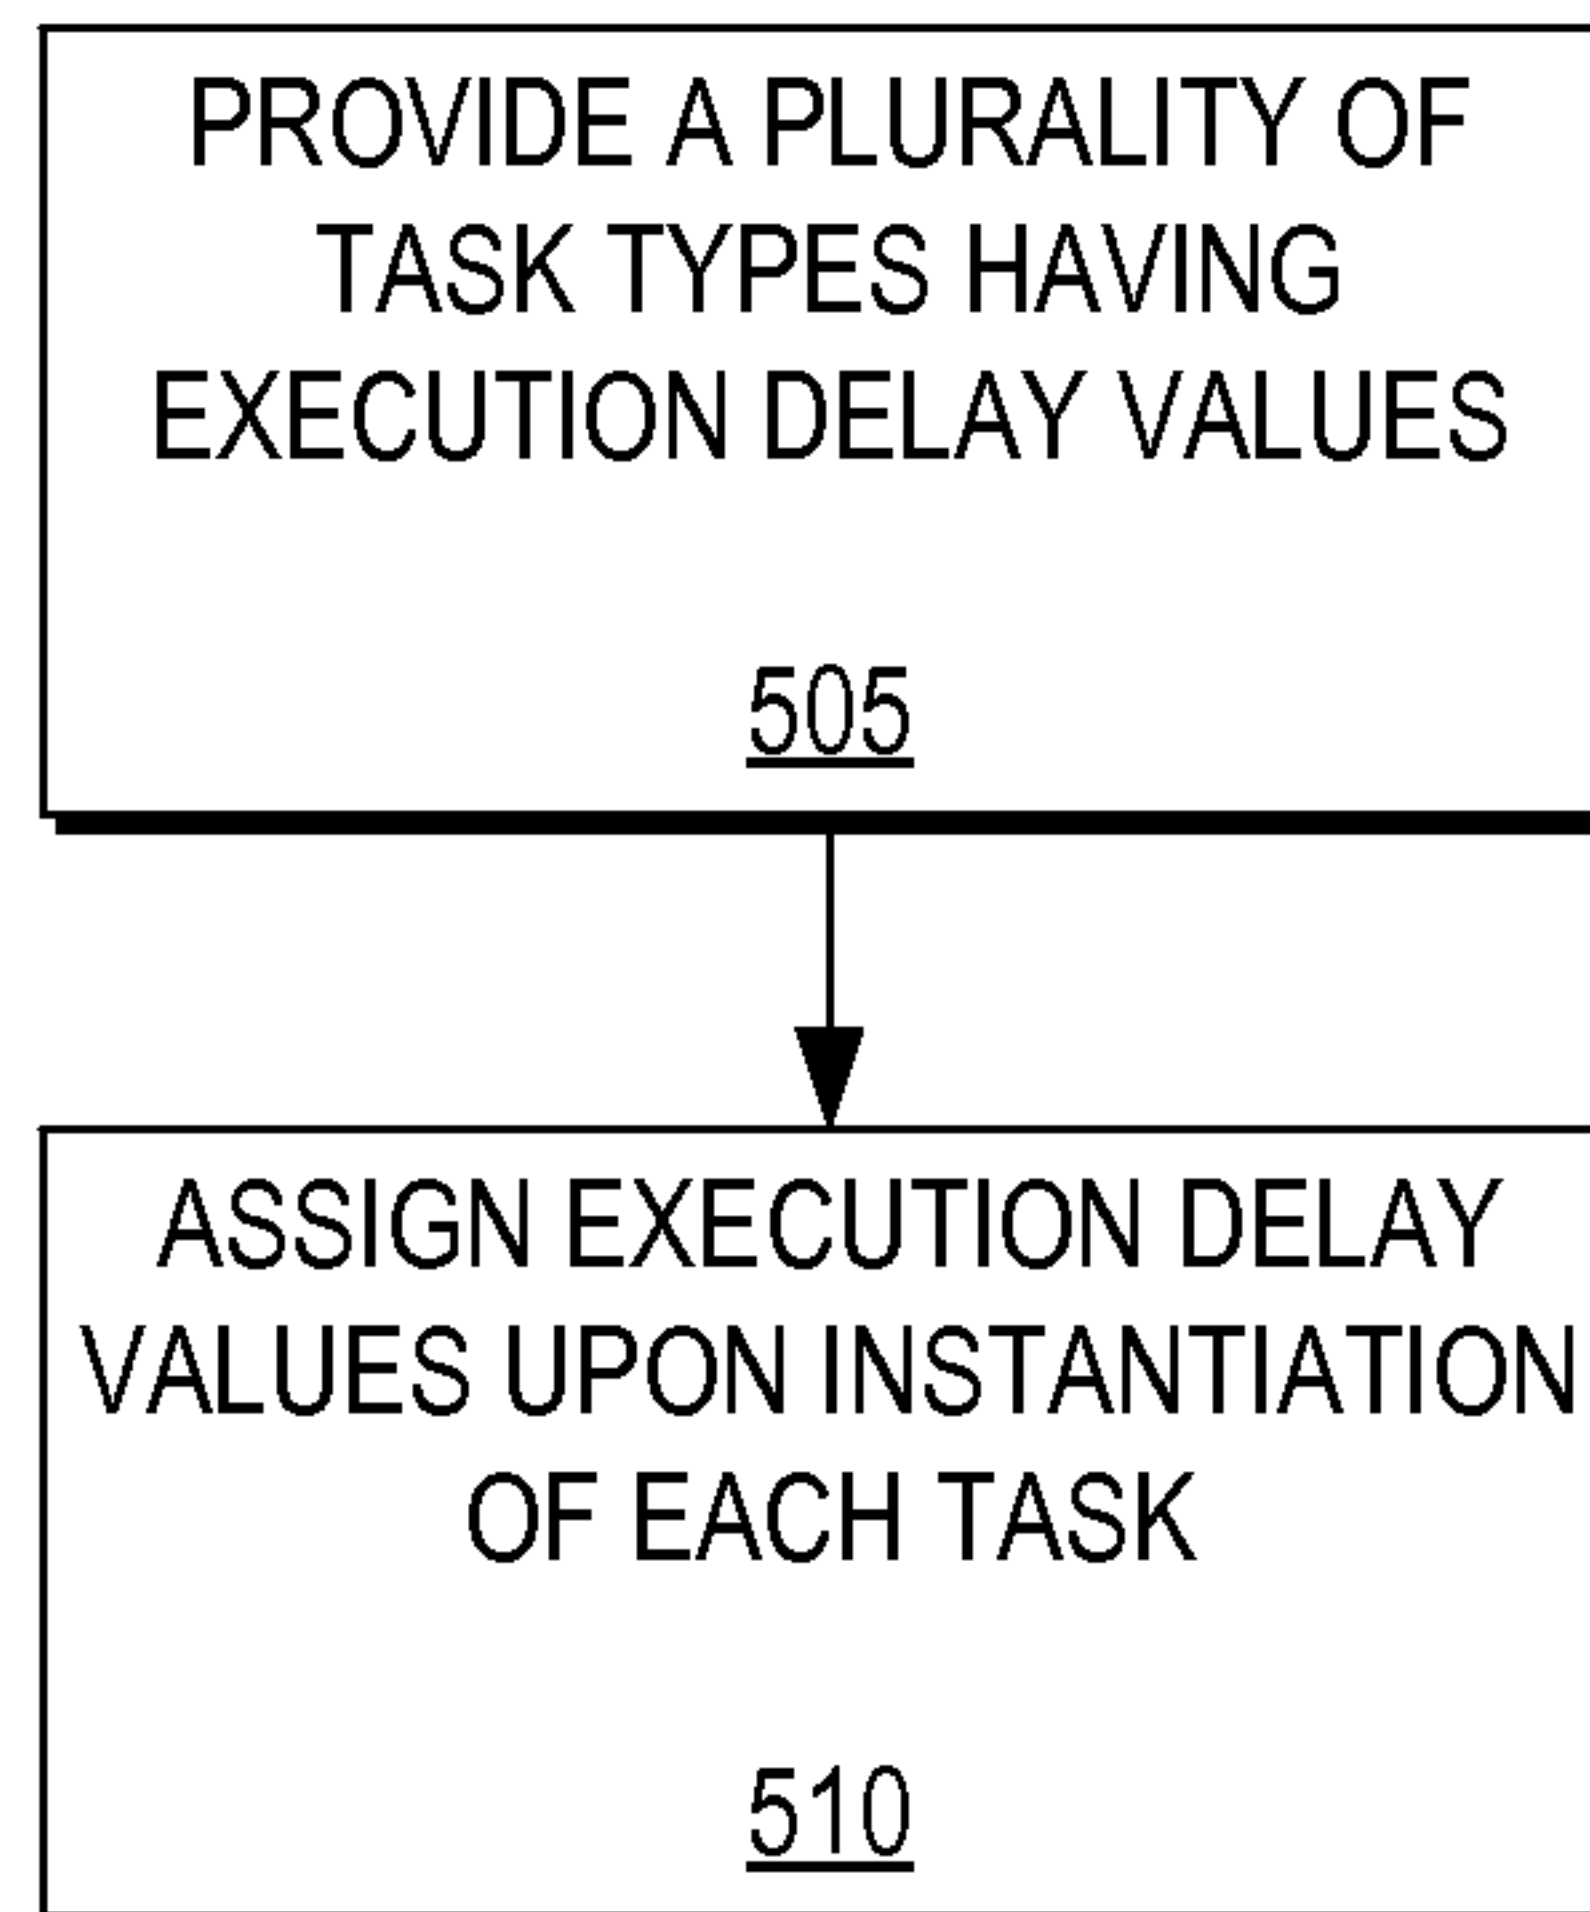 PROVIDE A PLURALITY OF
TASK TYPES HAVING
EXECUTION DELAY VALUES
505
ASSIGN EXECUTION DELAY
VALUES UPON INSTANTIATION
OF EACH TASK
510